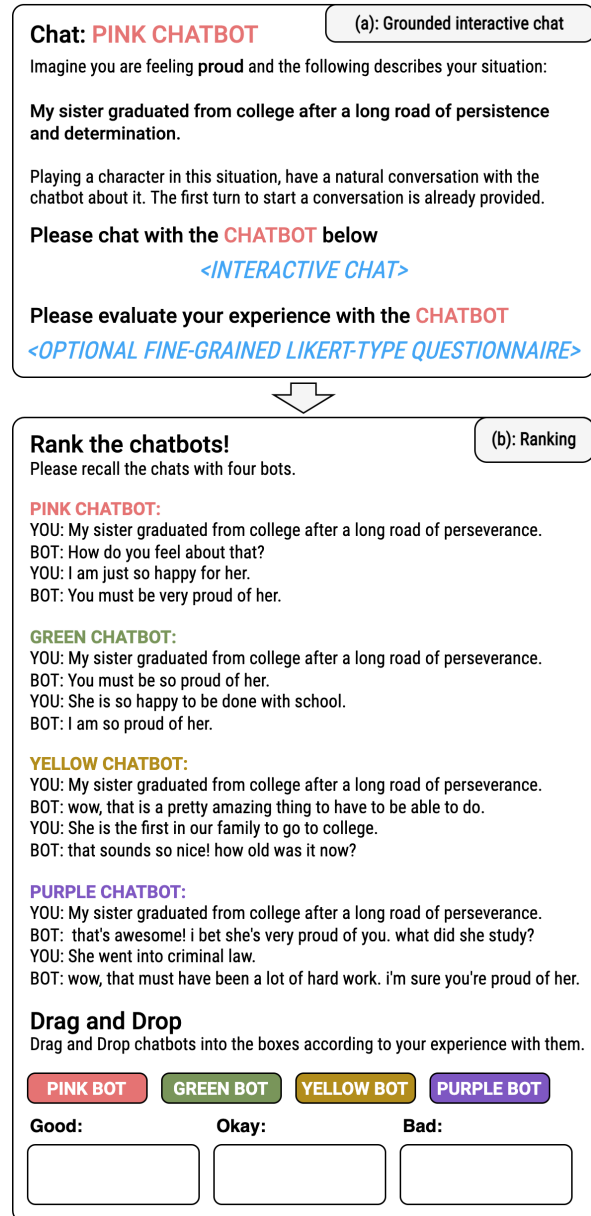 Chat: PINK CHATBOT
(a): Grounded interactive chat
Imagine you are feeling proud and the following describes your situation:
My sister graduated from college after a long road of persistence
and determination.
Playing a character in this situation, have a natural conversation with the
chatbot about it. The first turn to start a conversation is already provided.
Please chat with the CHATBOT below
<INTERACTIVE CHAT>
Please evaluate your experience with the CHATBOT
<OPTIONAL FINE-GRAINED LIKERT-TYPE QUESTIONNAIRE>
Rank the chatbots!
(b): Ranking
Please recall the chats with four bots.
PINK CHATBOT:
YOU: My sister graduated from college after a long road of perseverance.
BOT: How do you feel about that?
YOU: I am just so happy for her.
BOT: You must be very proud of her.
GREEN CHATBOT:
YOU: My sister graduated from college after a long road of perseverance.
BOT: You must be so proud of her.
YOU: She is so happy to be done with school.
BOT: I am so proud of her.
YELLOW CHATBOT:
YOU: My sister graduated from college after a long road of perseverance.
BOT: wow, that is a pretty amazing thing to have to be able to do.
YOU: She is the first in our family to go to college.
BOT: that sounds so nice! how old was it now?
PURPLE CHATBOT:
YOU: My sister graduated from college after a long road of perseverance.
BOT: that's awesome! i bet she's very proud of you. what did she study?
YOU: She went into criminal law.
BOT: wow, that must have been a lot of hard work. i'm sure you're proud of her.
Drag and Drop
Drag and Drop chatbots into the boxes according to your experience with them.
PINK BOT GREEN BOT YELLOW BOT PURPLE BOT
Good: Okay: Bad: